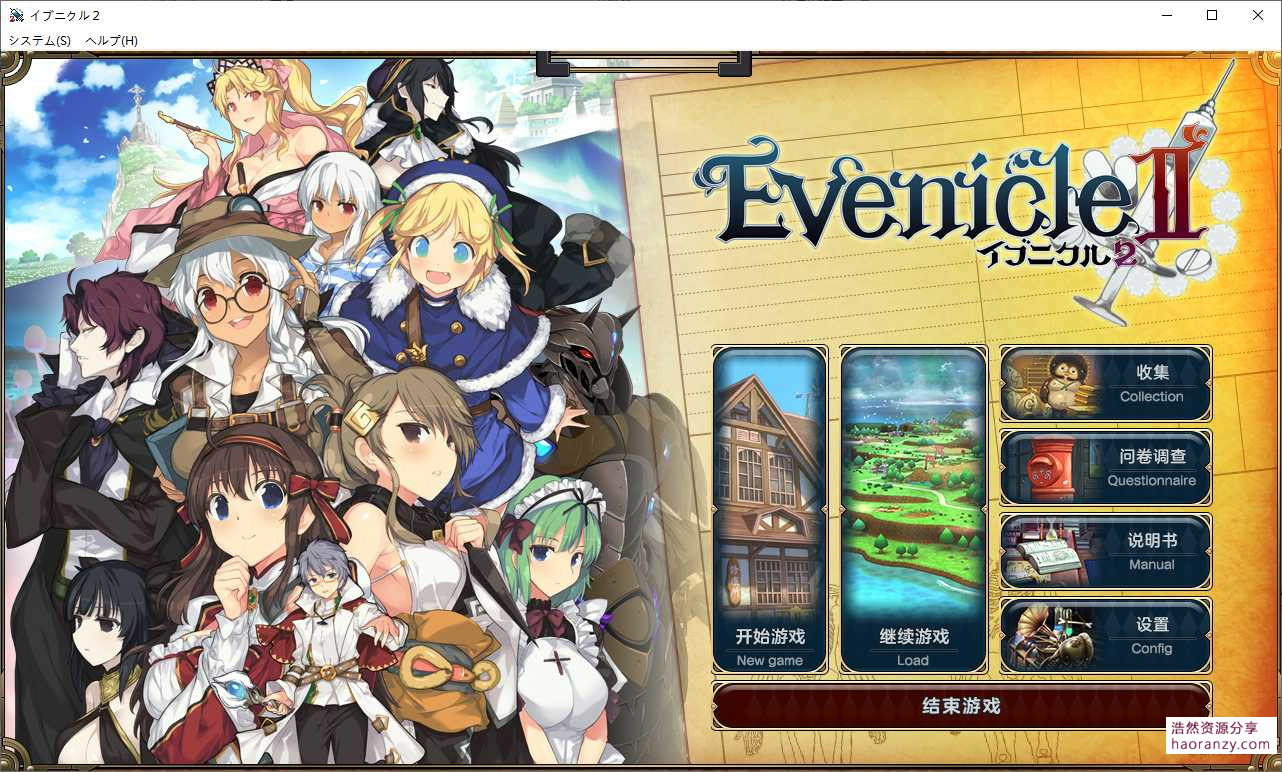 イブニクル２
システム(S) ヘルプ(H)
Evenicle II
イブニクル2
收集
Collection
问卷调查
Questionnaire
说明书
Manual
设置
Config
开始游戏
New game
继续游戏
Load
结束游戏
浩然资源分享
haoranzy.com